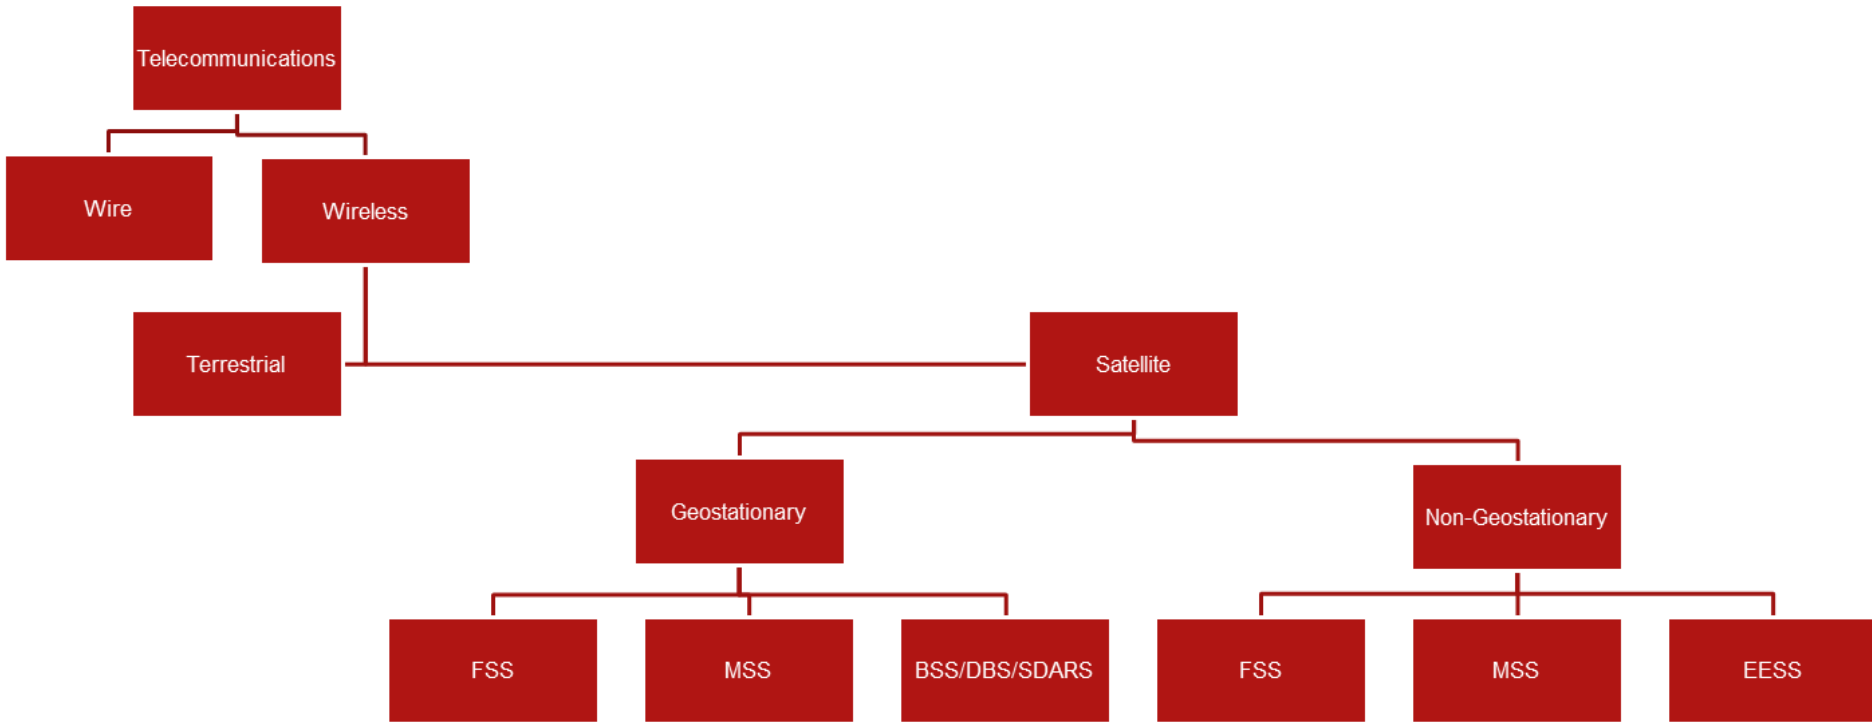 Telecommunications
Wire
Wireless
Terrestrial
Satellite
Geostationary
Non-Geostationary
FSS
MSS
BSS/DBS/SDARS
FSS
MSS
EESS